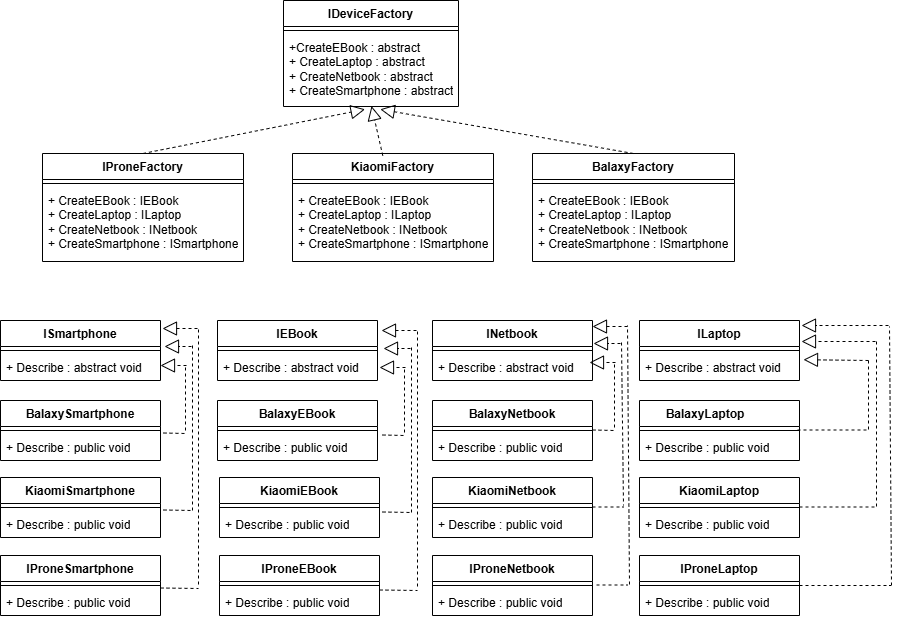 IDeviceFactory
+CreateEBook : abstract
+ CreateLaptop : abstract
+ CreateNetbook : abstract
+ CreateSmartphone : abstract
IProneFactory
+ CreateEBook : IEBook
+ CreateLaptop : ILaptop
+ CreateNetbook : INetbook
+ CreateSmartphone : ISmartphone
KiaomiFactory
+ CreateEBook : IEBook
+ CreateLaptop : ILaptop
+ CreateNetbook : INetbook
+ CreateSmartphone : ISmartphone
BalaxyFactory
+ CreateEBook : IEBook
+ CreateLaptop : ILaptop
+ CreateNetbook : INetbook
+ CreateSmartphone : ISmartphone
ISmartphone
+ Describe : abstract void
IEBook
+ Describe : abstract void
INetbook
+ Describe : abstract void
ILaptop
+ Describe : abstract void
BalaxySmartphone
+ Describe : public void
BalaxyEBook
+ Describe : public void
BalaxyNetbook
+ Describe : public void
BalaxyLaptop
+ Describe : public void
KiaomiSmartphone
+ Describe : public void
KiaomiEBook
+ Describe : public void
KiaomiNetbook
+ Describe : public void
KiaomiLaptop
+ Describe : public void
IProneSmartphone
+ Describe : public void
IProneEBook
+ Describe : public void
IProneNetbook
+ Describe : public void
IProneLaptop
+ Describe : public void